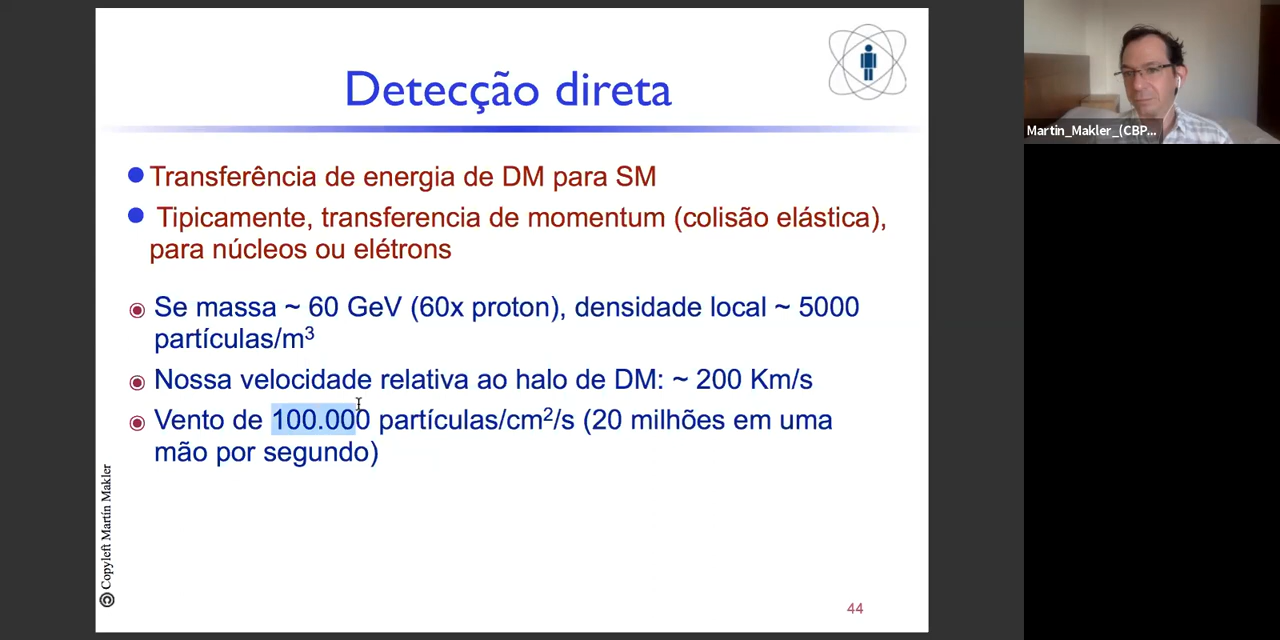 Detecção direta
Transferência de energia de DM para SM
Tipicamente, transferencia de momentum (colisão elástica),
para núcleos ou elétrons
Se massa ~ 60 GeV (60x proton), densidade local ~ 5000
partículas/m³
Nossa velocidade relativa ao halo de DM: ~ 200 Km/s
Vento de 100.000 partículas/cm²/s (20 milhões em uma
mão por segundo)
© Copyleft Martín Makler
44
Martin_Makler_(CBP...